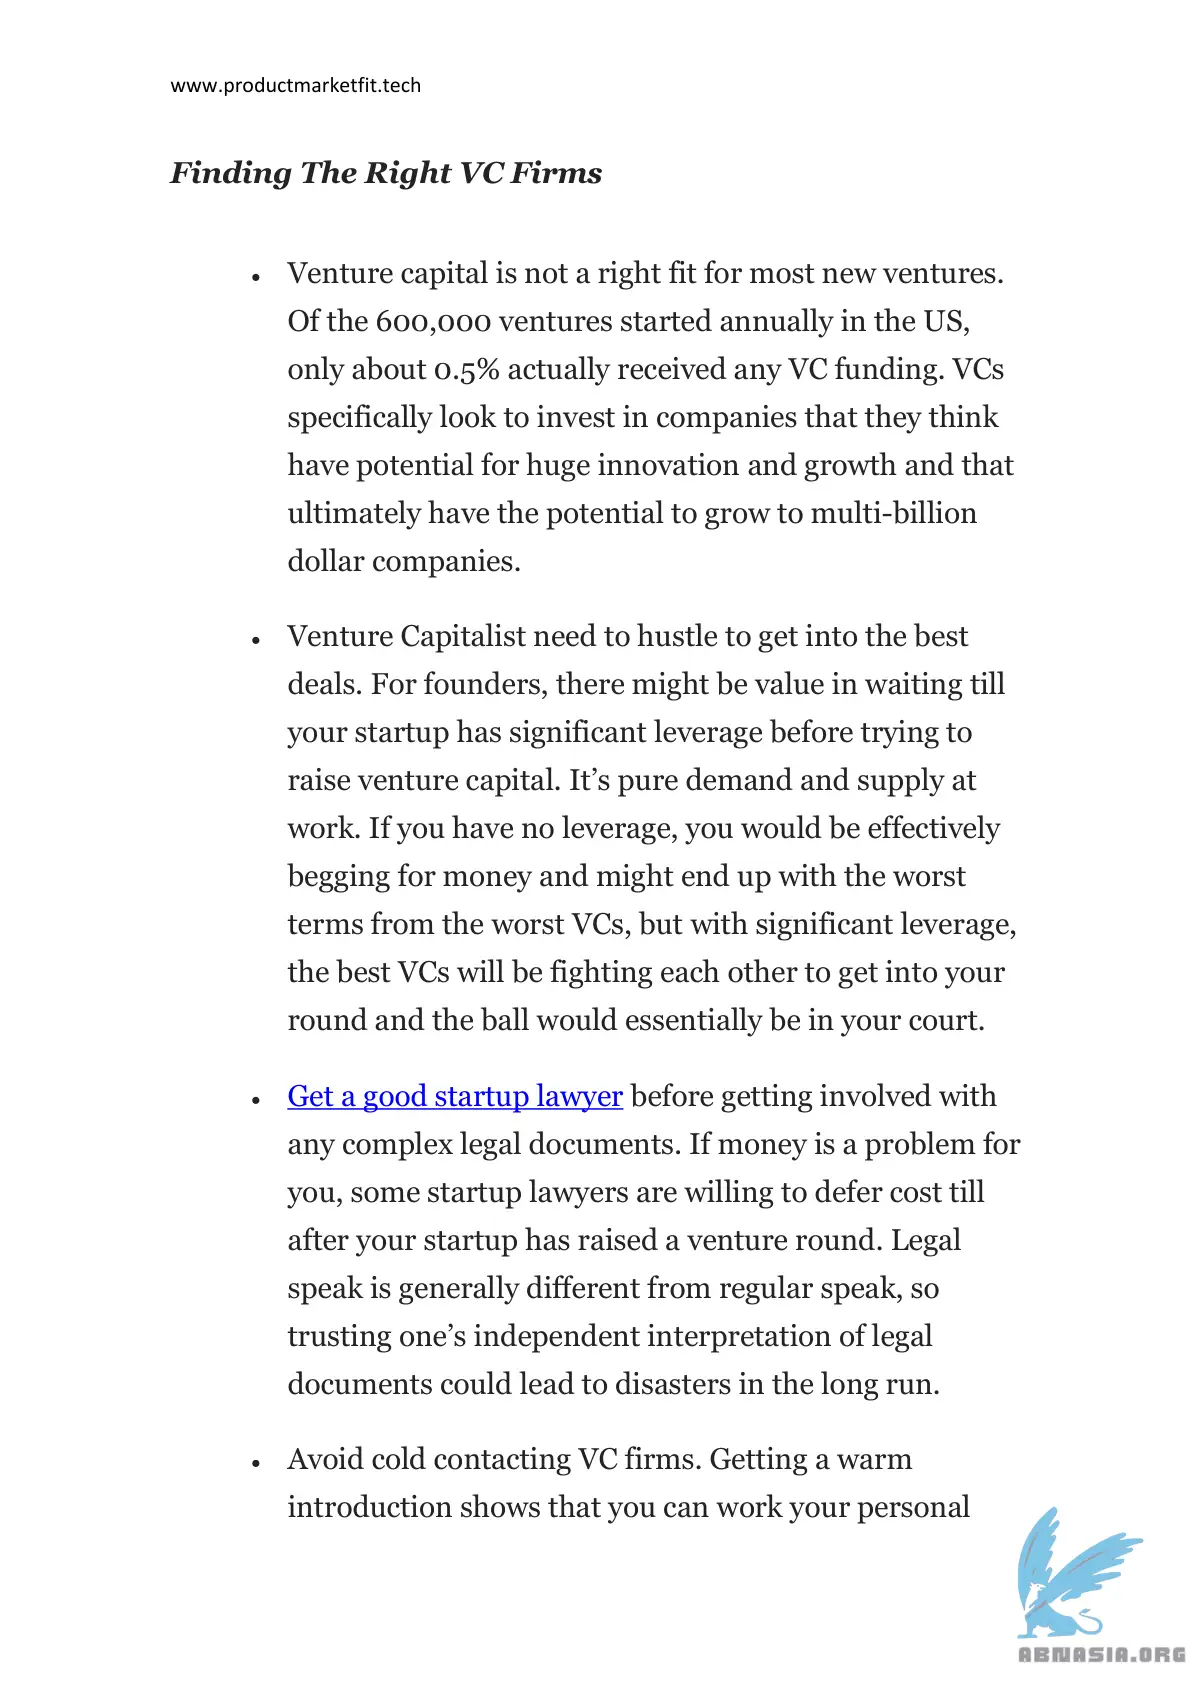 www.productmarketfit.tech
Finding The Right VC Firms
• Venture capital is not a right fit for most new ventures.
Of the 600,000 ventures started annually in the US,
only about 0.5% actually received any VC funding. VCs
specifically look to invest in companies that they think
have potential for huge innovation and growth and that
ultimately have the potential to grow to multi-billion
dollar companies.
• Venture Capitalist need to hustle to get into the best
deals. For founders, there might be value in waiting till
your startup has significant leverage before trying to
raise venture capital. It’s pure demand and supply at
work. If you have no leverage, you would be effectively
begging for money and might end up with the worst
terms from the worst VCs, but with significant leverage,
the best VCs will be fighting each other to get into your
round and the ball would essentially be in your court.
• Get a good startup lawyer before getting involved with
any complex legal documents. If money is a problem for
you, some startup lawyers are willing to defer cost till
after your startup has raised a venture round. Legal
speak is generally different from regular speak, so
trusting one’s independent interpretation of legal
documents could lead to disasters in the long run.
• Avoid cold contacting VC firms. Getting a warm
introduction shows that you can work your personal
ABNASIA.ORG